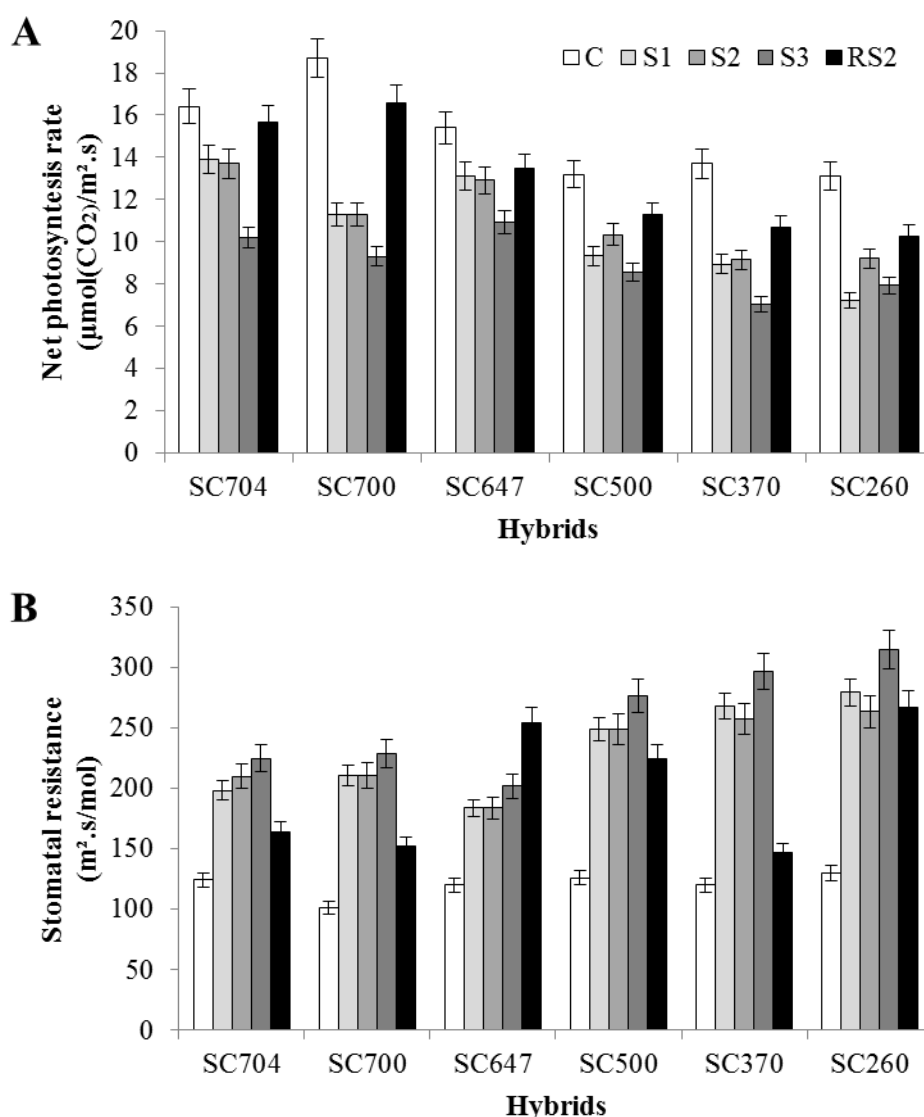 A
Net photosyntesis rate
(µmol(CO₂)/m².s)
20
18
16
14
12
10
8
6
4
2
0
C S1 S2 S3 RS2
SC704 SC700 SC647 SC500 SC370 SC260
Hybrids
B
Stomatal resistance
(m².s/mol)
350
300
250
200
150
100
50
0
SC704 SC700 SC647 SC500 SC370 SC260
Hybrids